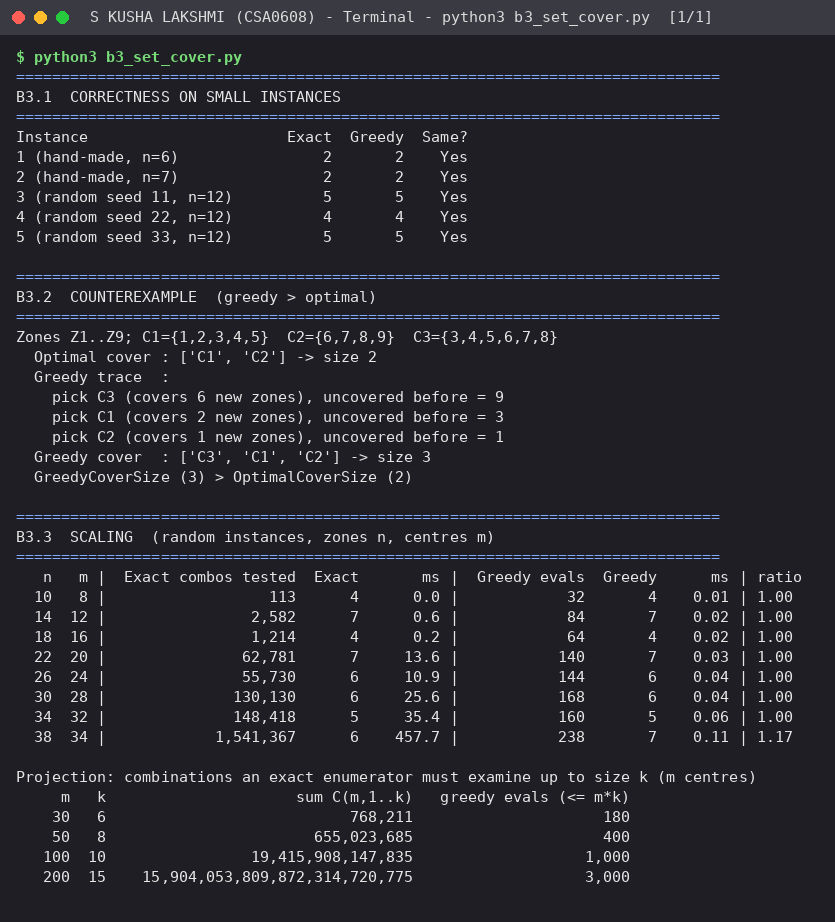 S KUSHA LAKSHMI (CSA0608) - Terminal - python3 b3_set_cover.py  [1/1]
$ python3 b3_set_cover.py
==============================================================================
B3.1  CORRECTNESS ON SMALL INSTANCES
==============================================================================
Instance                      Exact  Greedy  Same?
1 (hand-made, n=6)                2       2    Yes
2 (hand-made, n=7)                2       2    Yes
3 (random seed 11, n=12)          5       5    Yes
4 (random seed 22, n=12)          4       4    Yes
5 (random seed 33, n=12)          5       5    Yes
==============================================================================
B3.2  COUNTEREXAMPLE  (greedy > optimal)
==============================================================================
Zones Z1..Z9; C1={1,2,3,4,5}  C2={6,7,8,9}  C3={3,4,5,6,7,8}
  Optimal cover : ['C1', 'C2'] -> size 2
  Greedy trace  :
    pick C3 (covers 6 new zones), uncovered before = 9
    pick C1 (covers 2 new zones), uncovered before = 3
    pick C2 (covers 1 new zones), uncovered before = 1
  Greedy cover  : ['C3', 'C1', 'C2'] -> size 3
  GreedyCoverSize (3) > OptimalCoverSize (2)
==============================================================================
B3.3  SCALING  (random instances, zones n, centres m)
==============================================================================
   n   m |  Exact combos tested  Exact       ms |  Greedy evals  Greedy      ms | ratio
  10   8 |                  113      4      0.0 |            32       4    0.01 | 1.00
  14  12 |                2,582      7      0.6 |            84       7    0.02 | 1.00
  18  16 |                1,214      4      0.2 |            64       4    0.02 | 1.00
  22  20 |               62,781      7     13.6 |           140       7    0.03 | 1.00
  26  24 |               55,730      6     10.9 |           144       6    0.04 | 1.00
  30  28 |              130,130      6     25.6 |           168       6    0.04 | 1.00
  34  32 |              148,418      5     35.4 |           160       5    0.06 | 1.00
  38  34 |            1,541,367      6    457.7 |           238       7    0.11 | 1.17
Projection: combinations an exact enumerator must examine up to size k (m centres)
     m   k                     sum C(m,1..k)   greedy evals (<= m*k)
    30   6                           768,211                     180
    50   8                       655,023,685                     400
   100  10                19,415,908,147,835                   1,000
   200  15    15,904,053,809,872,314,720,775                   3,000